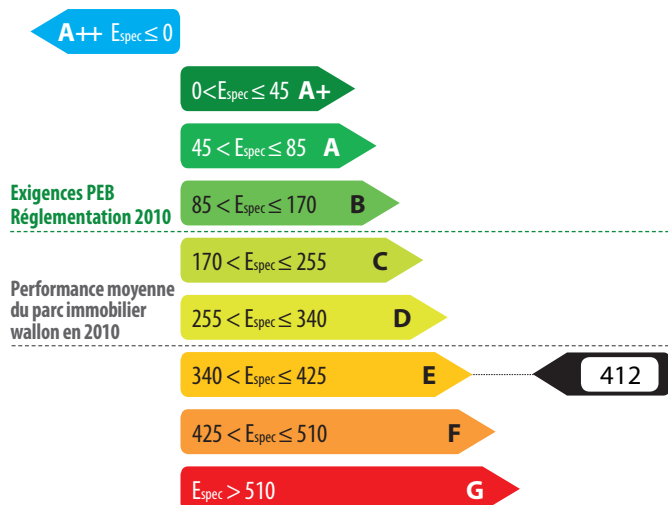 A++ Espec ≤ 0
0<Espec ≤ 45 A+
45 < Espec ≤ 85 A
Exigences PEB
Réglementation 2010
85 < Espec ≤ 170 B
170 < Espec ≤ 255 C
Performance moyenne
du parc immobilier
wallon en 2010
255 < Espec ≤ 340 D
340 < Espec ≤ 425 E
412
425 < Espec ≤ 510 F
Espec > 510 G